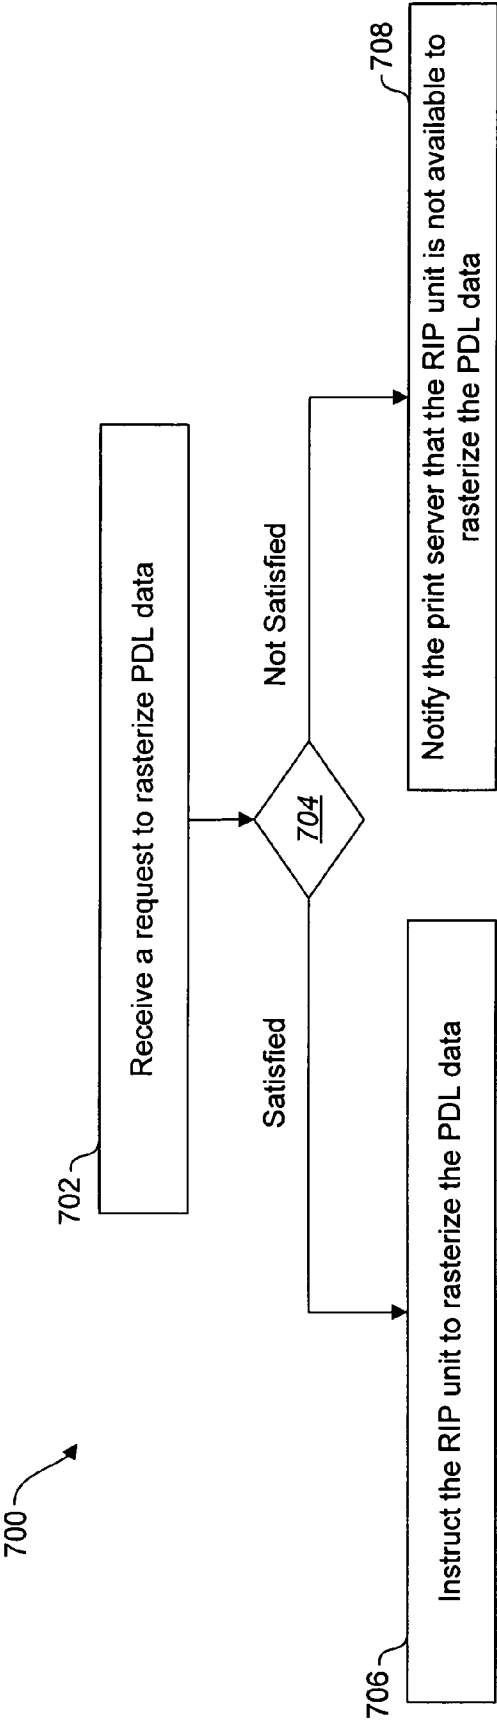 700
702
Receive a request to rasterize PDL data
704
Satisfied
Not Satisfied
706
Instruct the RIP unit to rasterize the PDL data
708
Notify the print server that the RIP unit is not available to
rasterize the PDL data